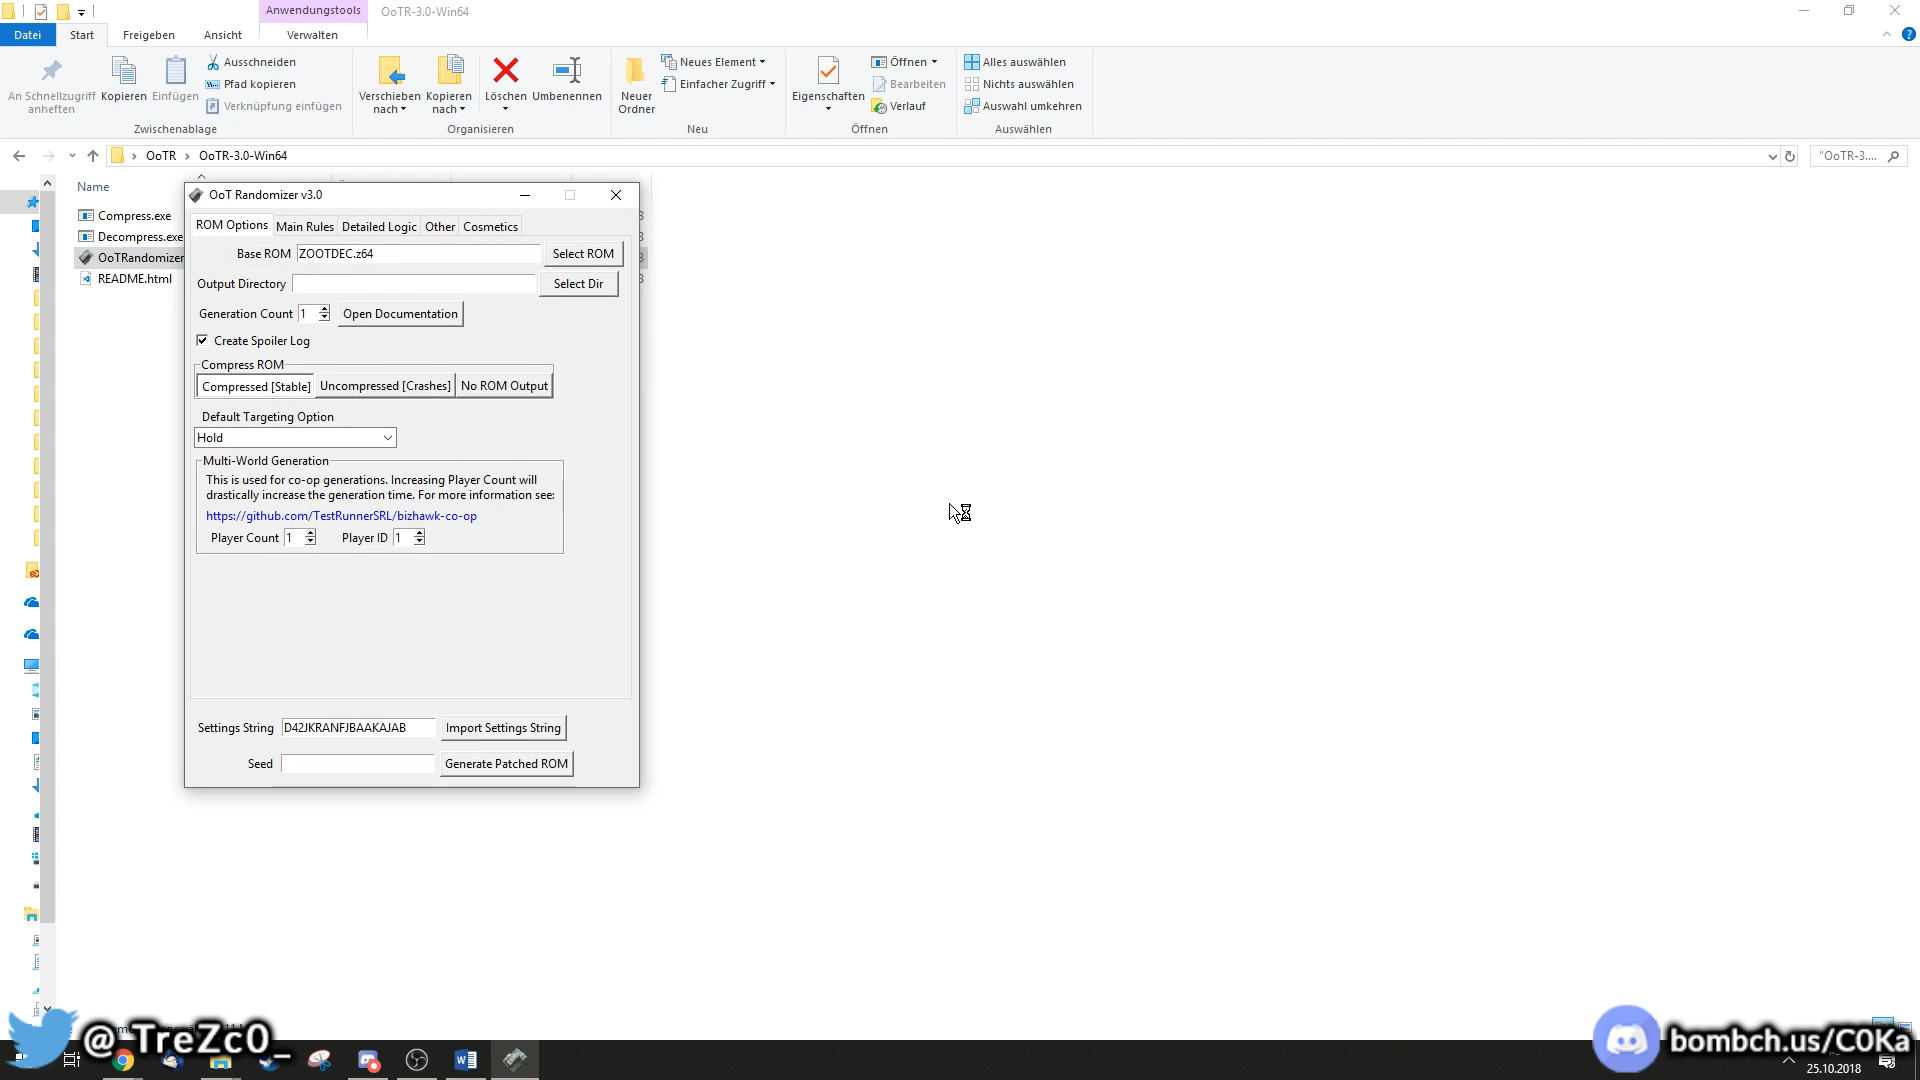 Anwendungstools
OoTR-3.0-Win64
Datei
Start
Freigeben
Ansicht
Verwalten
An Schnellzugriff anheften
Kopieren
Einfügen
Ausschneiden
Pfad kopieren
Verknüpfung einfügen
Zwischenablage
Verschieben nach
Kopieren nach
Löschen
Umbenennen
Organisieren
Neuer Ordner
Neues Element
Einfacher Zugriff
Neu
Eigenschaften
Öffnen
Bearbeiten
Verlauf
Öffnen
Alles auswählen
Nichts auswählen
Auswahl umkehren
Auswählen
OoTR
OoTR-3.0-Win64
"OoTR-3....
Name
Compress.exe
Decompress.exe
OoTRandomizer
README.html
OoT Randomizer v3.0
ROM Options
Main Rules
Detailed Logic
Other
Cosmetics
Base ROM
ZOOTDEC.z64
Select ROM
Output Directory
Select Dir
Generation Count
1
Open Documentation
Create Spoiler Log
Compress ROM
Compressed [Stable]
Uncompressed [Crashes]
No ROM Output
Default Targeting Option
Hold
Multi-World Generation
This is used for co-op generations. Increasing Player Count will
drastically increase the generation time. For more information see:
https://github.com/TestRunnerSRL/bizhawk-co-op
Player Count
1
Player ID
1
Settings String
D42JKRANFJBAAKAJAB
Import Settings String
Seed
Generate Patched ROM
@_TreZc0_
bombch.us/C0Ka
25.10.2018